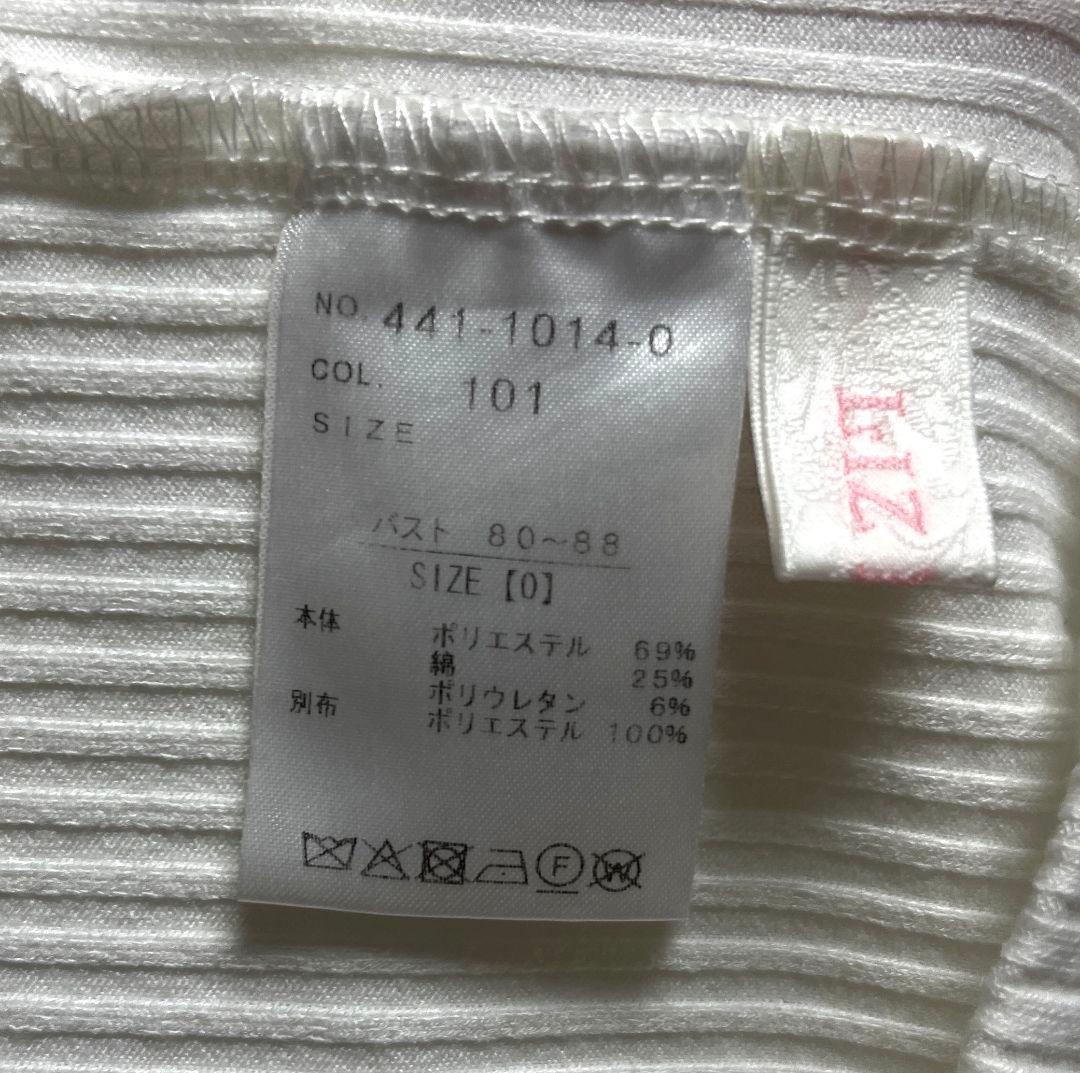 NO. 441-1014-0
COL. 101
SIZE
バスト 80~88
SIZE【0】
本体 ポリエステル 69%
綿 25%
ポリウレタン 6%
別布 ポリエステル 100%
F
W
LIZ